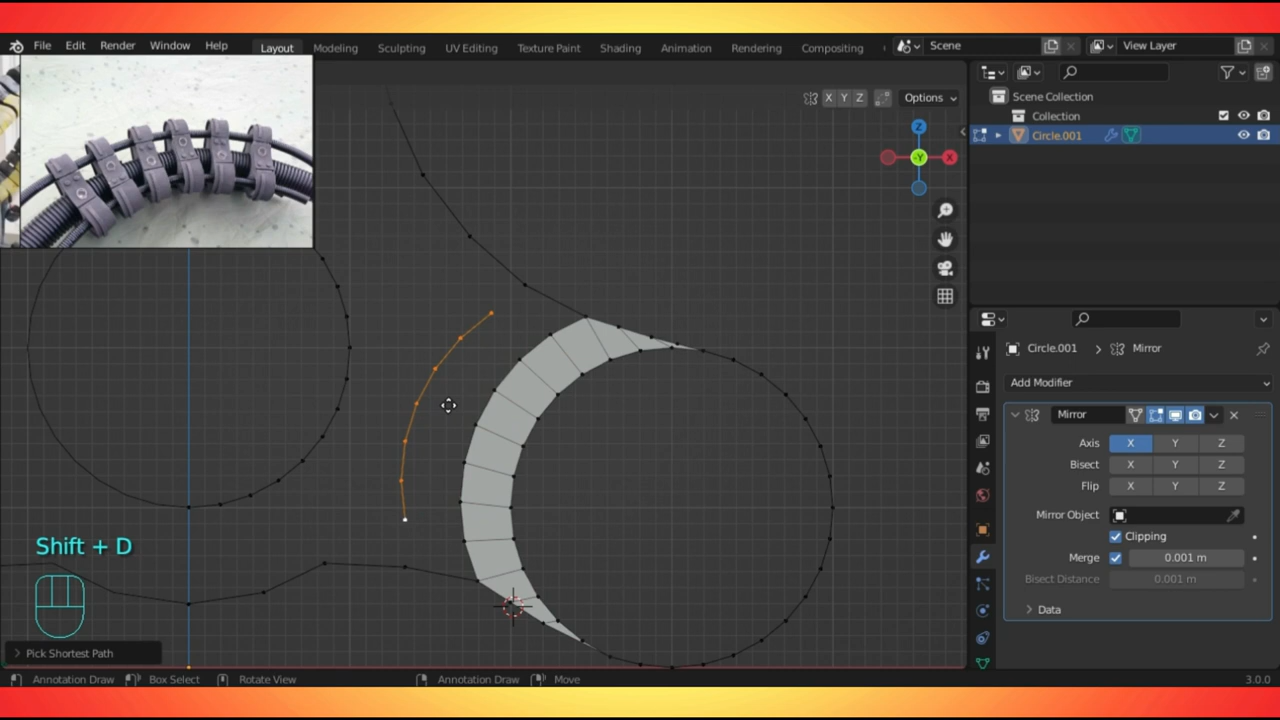 File Edit Render Window Help Layout Modeling Sculpting UV Editing Texture Paint Shading Animation Rendering Compositing Scene View Layer
X Y Z Options
Scene Collection
Collection
Circle.001
Z
-Y
X
Circle.001 > Mirror
Add Modifier
Mirror
Axis X Y Z
Bisect X Y Z
Flip X Y Z
Mirror Object
Clipping
Merge 0.001 m
Bisect Distance 0.001 m
Data
Shift + D
> Pick Shortest Path
Annotation Draw Box Select Rotate View Annotation Draw Move 3.0.0